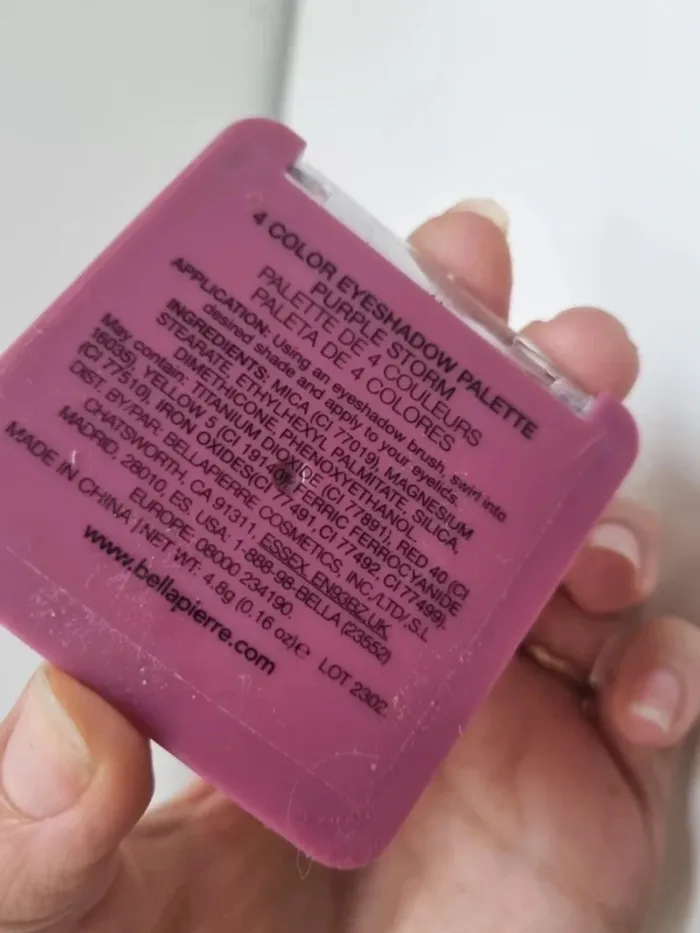 4 COLOR EYESHADOW PALETTE
PURPLE STORM
PALETTE DE 4 COULEURS
PALETA DE 4 COLORES
APPLICATION: Using an eyeshadow brush, swirl into
desired shade and apply to your eyelids.
INGREDIENTS: MICA (CI 77019), MAGNESIUM
STEARATE, ETHYLHEXYL PALMITATE, SILICA,
DIMETHICONE, PHENOXYETHANOL.
May contain: TITANIUM DIOXIDE (CI 77891), RED 40 (CI
16035), YELLOW 5 (CI FERRIC FERROCYANIDE
(CI 77510), IRON OXIDES(CI 77491, CI 77492 CI 77499).
DIST. BY/PAR. BELLAPIERRE COSMETICS, INC/LTD/.S.L
CHATSWORTH, CA 91311, ESSEX, EN93BZ,UK,
MADRID, 28010, ES. USA: 1-888-98-BELLA (23552)
EUROPE: 08000 234190.
MADE IN CHINA | NET WT: 4.8g (0.16 oz)℮ LOT 2302.
www.bellapierre.com